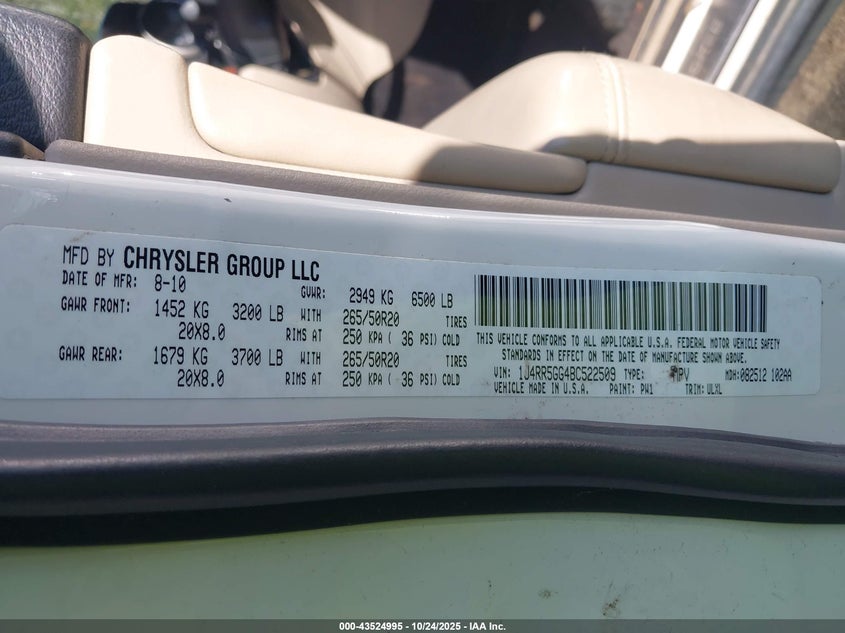 MFD BY CHRYSLER GROUP LLC
DATE OF MFR: 8-10 GVWR: 2949 KG 6500 LB
GAWR FRONT: 1452 KG 3200 LB WITH 265/50R20 TIRES
20X8.0 RIMS AT 250 KPA ( 36 PSI) COLD
GAWR REAR: 1679 KG 3700 LB WITH 265/50R20 TIRES
20X8.0 RIMS AT 250 KPA ( 36 PSI) COLD
THIS VEHICLE CONFORMS TO ALL APPLICABLE U.S.A. FEDERAL MOTOR VEHICLE SAFETY
STANDARDS IN EFFECT ON THE DATE OF MANUFACTURE SHOWN ABOVE.
VIN: 1J4RR5GG4BC522509 TYPE: MPV MDH: 082512 102AA
VEHICLE MADE IN U.S.A. PAINT: PW1 TRIM: ULXL
000-43524995 - 10/24/2025 - IAA Inc.